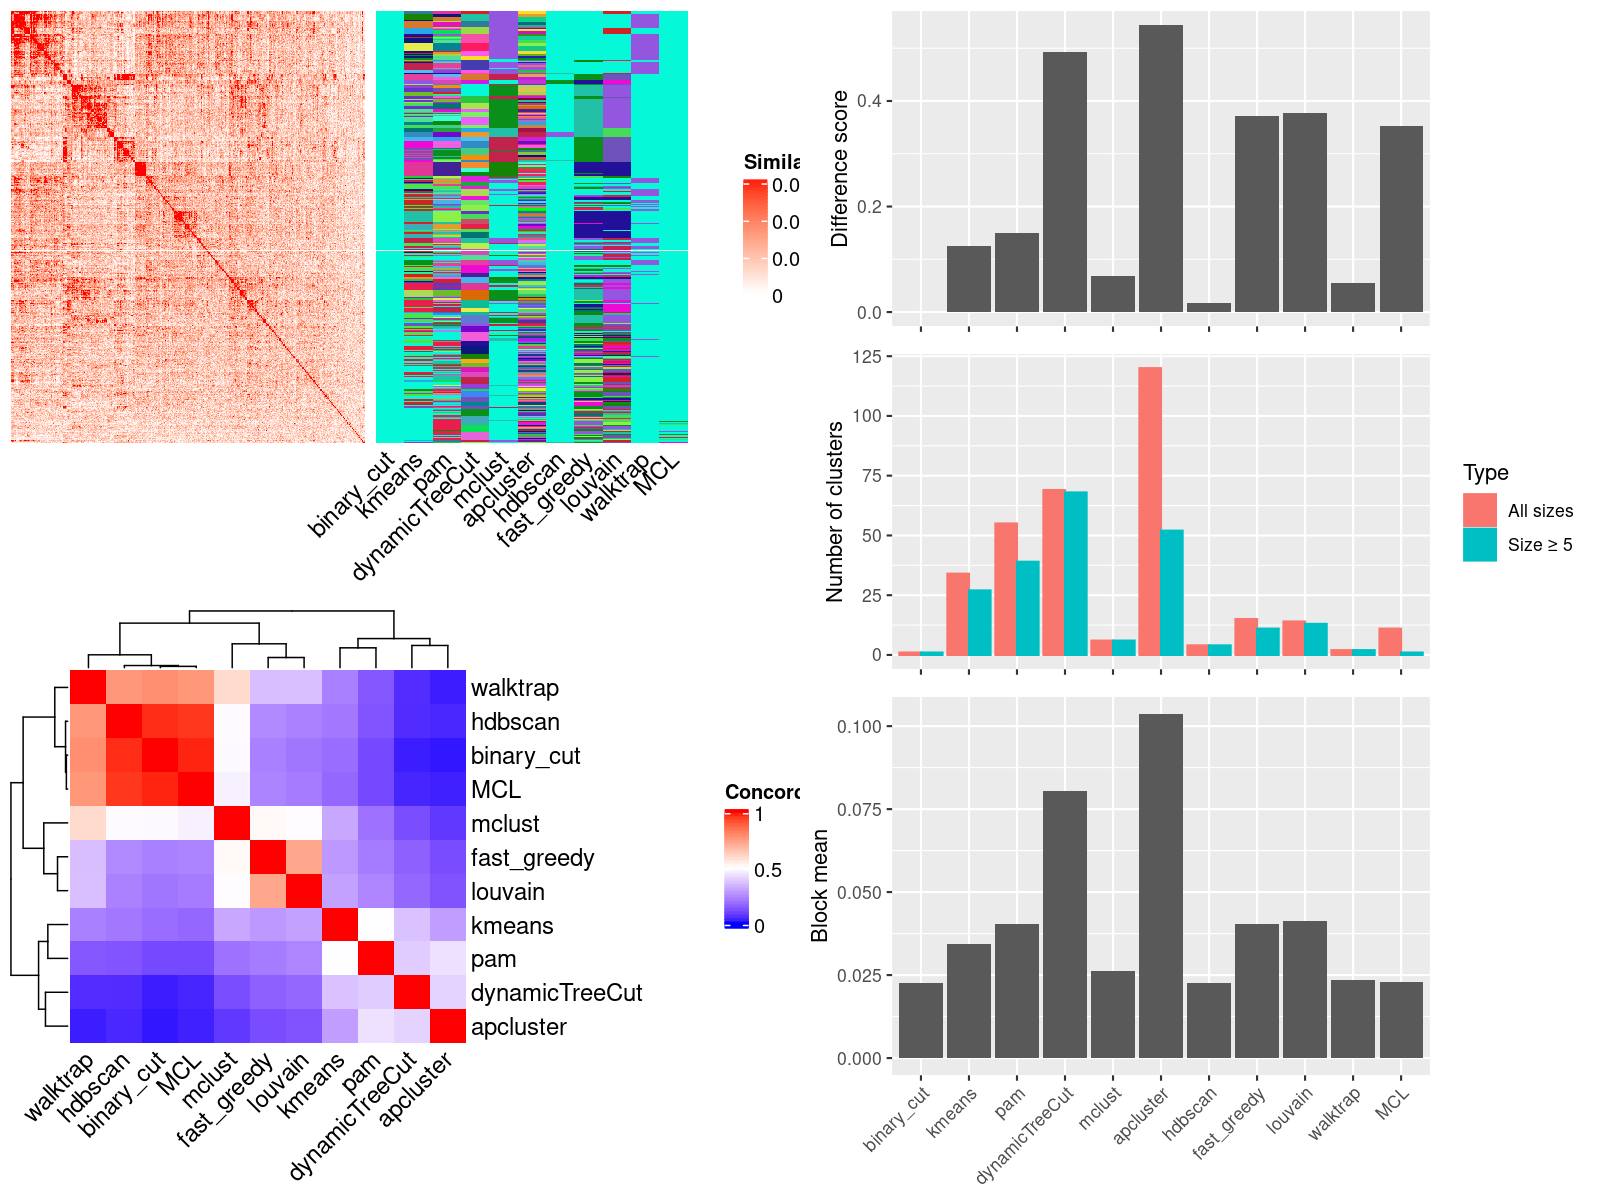 Simila
0.0
0.0
0.0
0
binary_cut
kmeans
pam
dynamicTreeCut
mclust
apcluster
hdbscan
fast_greedy
louvain
walktrap
MCL
walktrap
hdbscan
binary_cut
MCL
mclust
fast_greedy
louvain
kmeans
pam
dynamicTreeCut
apcluster
walktrap
hdbscan
binary_cut
MCL
mclust
fast_greedy
louvain
kmeans
pam
dynamicTreeCut
apcluster
Concord
1
0.5
0
Difference score
0.4
0.2
0.0
Number of clusters
125
100
75
50
25
0
Type
All sizes
Size ≥ 5
Block mean
0.100
0.075
0.050
0.025
0.000
binary_cut
kmeans
pam
dynamicTreeCut
mclust
apcluster
hdbscan
fast_greedy
louvain
walktrap
MCL